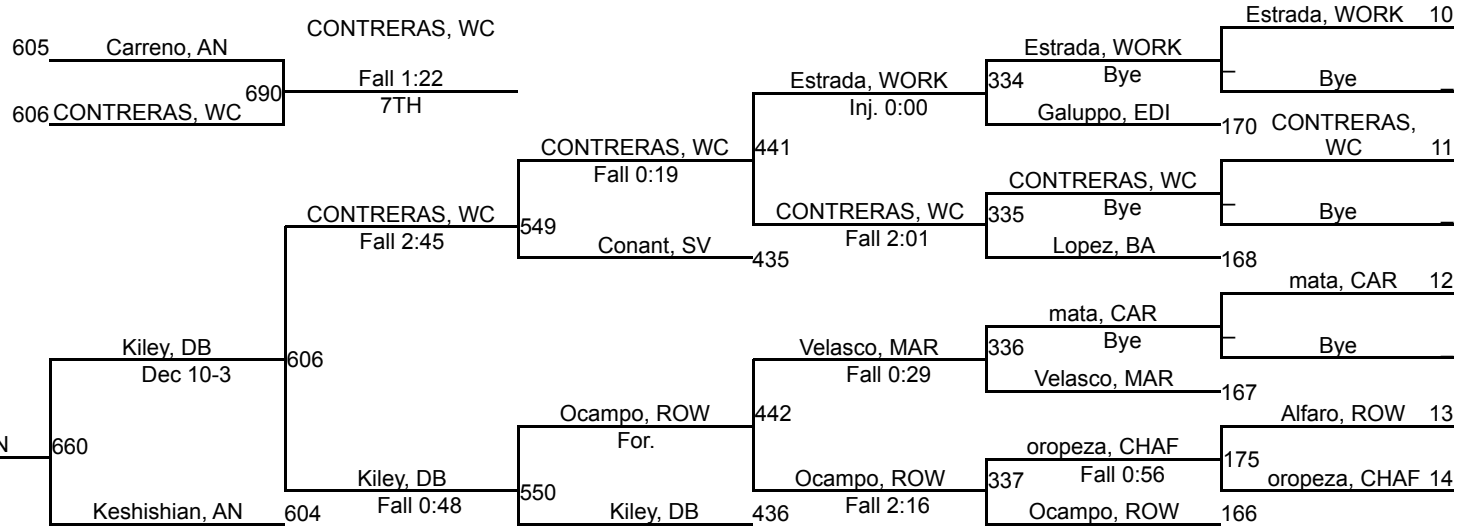 Estrada, WORK 10
CONTRERAS, WC
605 Carreno, AN
Estrada, WORK
Fall 1:22
Estrada, WORK
334 Bye
Bye
690
7TH
Inj. 0:00
606 CONTRERAS, WC
Galuppo, EDI
170 CONTRERAS,
WC 11
CONTRERAS, WC
441
Fall 0:19
CONTRERAS, WC
CONTRERAS, WC
CONTRERAS, WC
335 Bye
Bye
549
Fall 2:45
Fall 2:01
Conant, SV
435
Lopez, BA
168
mata, CAR 12
mata, CAR
Kiley, DB
606
Velasco, MAR
336 Bye
Bye
Dec 10-3
Fall 0:29
Velasco, MAR
167
Ocampo, ROW
442
Alfaro, ROW 13
For.
N
660
oropeza, CHAF
175
Fall 0:56
Kiley, DB
Ocampo, ROW
337
oropeza, CHAF 14
550
Fall 0:48
Fall 2:16
Keshishian, AN
604
Kiley, DB
436
Ocampo, ROW
166